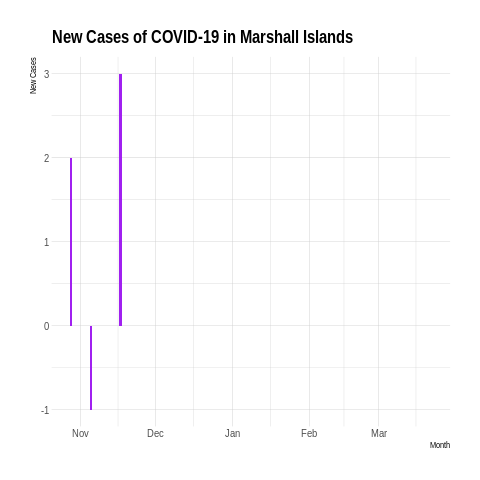 New Cases of COVID-19 in Marshall Islands
New Cases
3
2
1
0
-1
Nov Dec Jan Feb Mar
Month